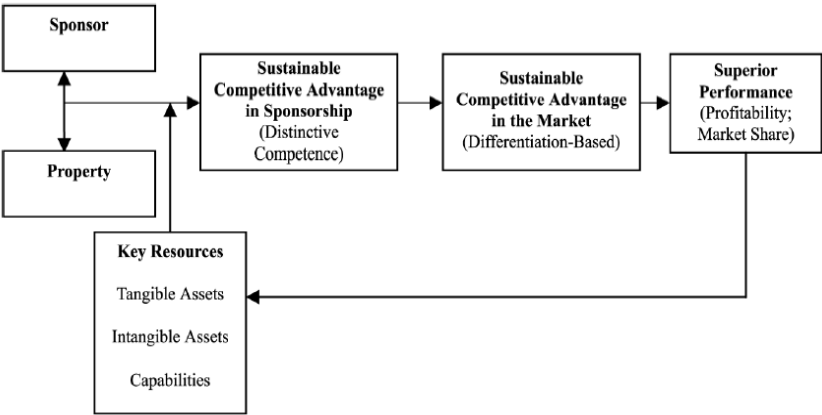 Sponsor
Property
Sustainable
Competitive Advantage
in Sponsorship
(Distinctive
Competence)
Sustainable
Competitive Advantage
in the Market
(Differentiation-Based)
Superior
Performance
(Profitability;
Market Share)
Key Resources
Tangible Assets
Intangible Assets
Capabilities